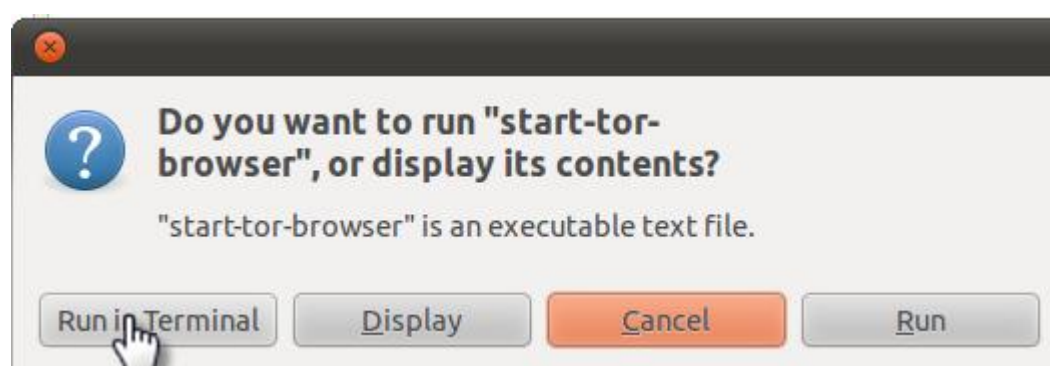 Do you want to run "start-tor-
browser", or display its contents?
"start-tor-browser" is an executable text file.
Run in Terminal
Display
Cancel
Run